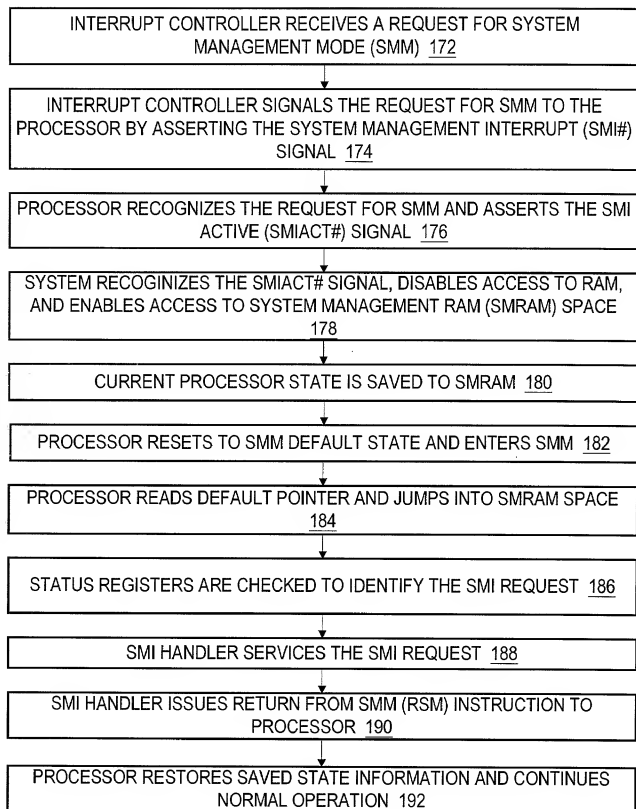 INTERRUPT CONTROLLER RECEIVES A REQUEST FOR SYSTEM
MANAGEMENT MODE (SMM) 172
INTERRUPT CONTROLLER SIGNALS THE REQUEST FOR SMM TO THE
PROCESSOR BY ASSERTING THE SYSTEM MANAGEMENT INTERRUPT (SMI#)
SIGNAL 174
PROCESSOR RECOGNIZES THE REQUEST FOR SMM AND ASSERTS THE SMI
ACTIVE (SMIACT#) SIGNAL 176
SYSTEM RECOGINIZES THE SMIACT# SIGNAL, DISABLES ACCESS TO RAM,
AND ENABLES ACCESS TO SYSTEM MANAGEMENT RAM (SMRAM) SPACE
178
CURRENT PROCESSOR STATE IS SAVED TO SMRAM 180
PROCESSOR RESETS TO SMM DEFAULT STATE AND ENTERS SMM 182
PROCESSOR READS DEFAULT POINTER AND JUMPS INTO SMRAM SPACE
184
STATUS REGISTERS ARE CHECKED TO IDENTIFY THE SMI REQUEST 186
SMI HANDLER SERVICES THE SMI REQUEST 188
SMI HANDLER ISSUES RETURN FROM SMM (RSM) INSTRUCTION TO
PROCESSOR 190
PROCESSOR RESTORES SAVED STATE INFORMATION AND CONTINUES
NORMAL OPERATION 192